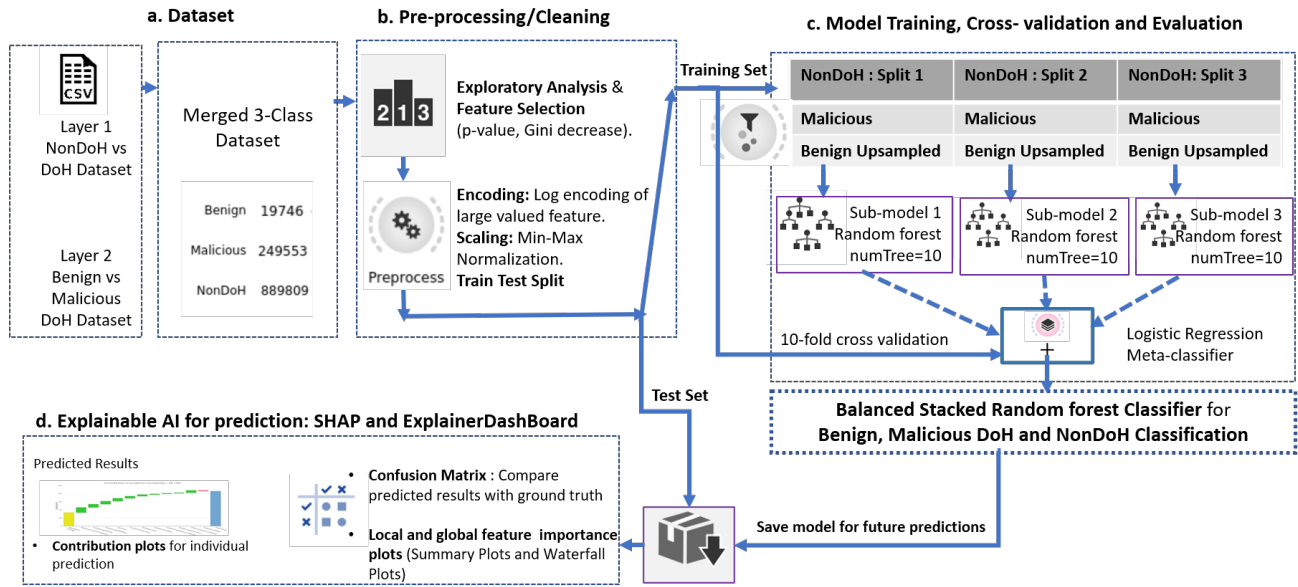 a. Dataset
CSV
Layer 1
NonDoH vs
DoH Dataset
Layer 2
Benign vs
Malicious
DoH Dataset
Merged 3-Class
Dataset
Benign 19746
Malicious 249553
NonDoH 889809
b. Pre-processing/Cleaning
2 1 3
Exploratory Analysis &
Feature Selection
(p-value, Gini decrease).
Preprocess
Encoding: Log encoding of
large valued feature.
Scaling: Min-Max
Normalization.
Train Test Split
Training Set
Test Set
c. Model Training, Cross- validation and Evaluation
NonDoH : Split 1
NonDoH : Split 2
NonDoH: Split 3
Malicious
Malicious
Malicious
Benign Upsampled
Benign Upsampled
Benign Upsampled
Sub-model 1
Random forest
numTree=10
Sub-model 2
Random forest
numTree=10
Sub-model 3
Random forest
numTree=10
10-fold cross validation
+
Logistic Regression
Meta-classifier
Balanced Stacked Random forest Classifier for
Benign, Malicious DoH and NonDoH Classification
Save model for future predictions
d. Explainable AI for prediction: SHAP and ExplainerDashBoard
Predicted Results
• Contribution plots for individual
prediction
• Confusion Matrix : Compare
predicted results with ground truth
• Local and global feature importance
plots (Summary Plots and Waterfall
Plots)